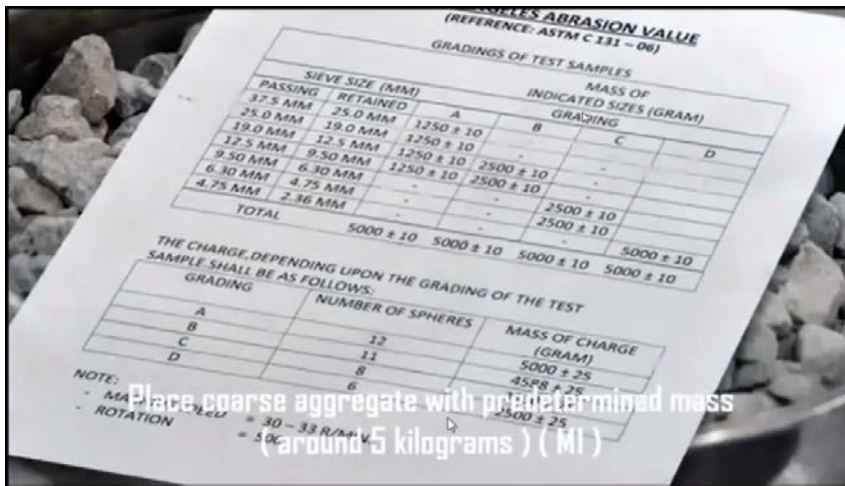 ELES ABRASION VALUE
(REFERENCE: ASTM C 131 – 06)
GRADINGS OF TEST SAMPLES
SIEVE SIZE (MM) MASS OF INDICATED SIZES (GRAM)
PASSING RETAINED GRADING
A B C D
37.5 MM 25.0 MM 1250 ± 10 - -
25.0 MM 19.0 MM 1250 ± 10 - -
19.0 MM 12.5 MM 1250 ± 10 2500 ± 10 -
12.5 MM 9.50 MM 1250 ± 10 2500 ± 10 -
9.50 MM 6.30 MM - - 2500 ± 10
6.30 MM 4.75 MM - - 2500 ± 10
4.75 MM 2.36 MM - - - 5000 ± 10
TOTAL 5000 ± 10 5000 ± 10 5000 ± 10 5000 ± 10
THE CHARGE,DEPENDING UPON THE GRADING OF THE TEST
SAMPLE.SHALL BE AS FOLLOWS:
GRADING NUMBER OF SPHERES MASS OF CHARGE (GRAM)
A 12 5000 ± 25
B 11 4588 ± 25
C 8
D 6 2500 ± 25
NOTE:
- = 30 – 33 R/MIN
- ROTATION = 500
Place coarse aggregate with predetermined mass
( around 5 kilograms ) ( MI )